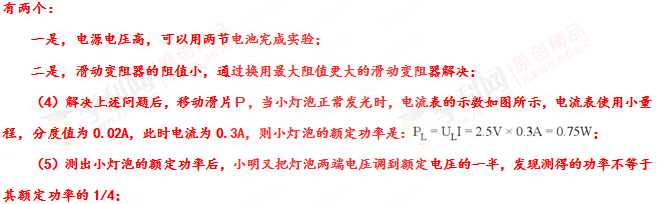 有两个：
一是，电源电压高，可以用两节电池完成实验；
二是，滑动变阻器的阻值小，通过换用最大阻值更大的滑动变阻器解决；
（4）解决上述问题后，移动滑片P，当小灯泡正常发光时，电流表的示数如图所示，电流表使用小量
程，分度值为 0.02A，此时电流为 0.3A，则小灯泡的额定功率是：P_L = U_L I = 2.5V × 0.3A = 0.75W；
（5）测出小灯泡的额定功率后，小明又把灯泡两端电压调到额定电压的一半，发现测得的功率不等于
其额定功率的 1/4；